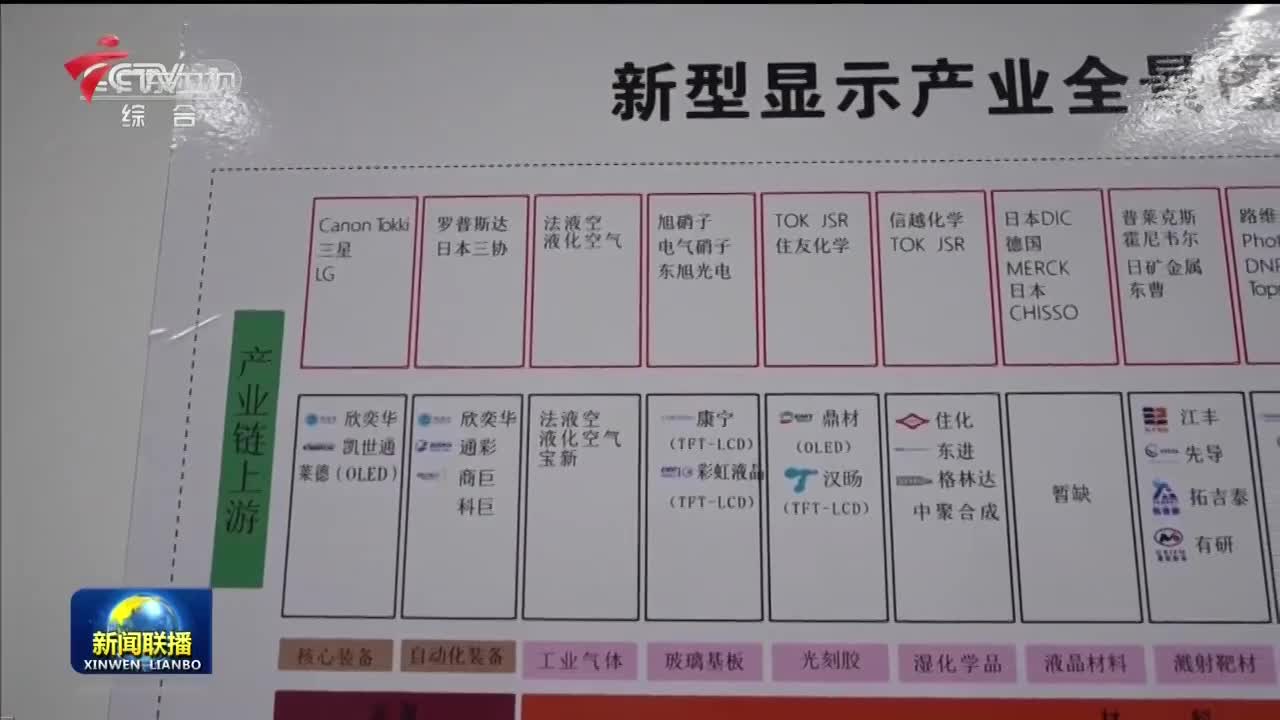 CCTV
综合
新型显示产业全景
Canon Tokki
三星
LG
罗普斯达
日本三协
法液空
液化空气
旭硝子
电气硝子
东旭光电
TOK JSR
住友化学
信越化学
TOK JSR
日本DIC
德国
MERCK
日本
CHISSO
普莱克斯
霍尼韦尔
日矿金属
东曹
路维
产业链上游
欣奕华
凯世通
莱德(OLED)
欣奕华
通彩
商巨
科巨
法液空
液化空气
宝新
康宁
(TFT-LCD)
彩虹液晶
(TFT-LCD)
鼎材
(OLED)
汉旸
(TFT-LCD)
住化
东进
格林达
中聚合成
暂缺
江丰
先导
拓吉泰
有研
核心装备
自动化装备
工业气体
玻璃基板
光刻胶
湿化学品
液晶材料
溅射靶材
新闻联播
XINWEN LIANBO